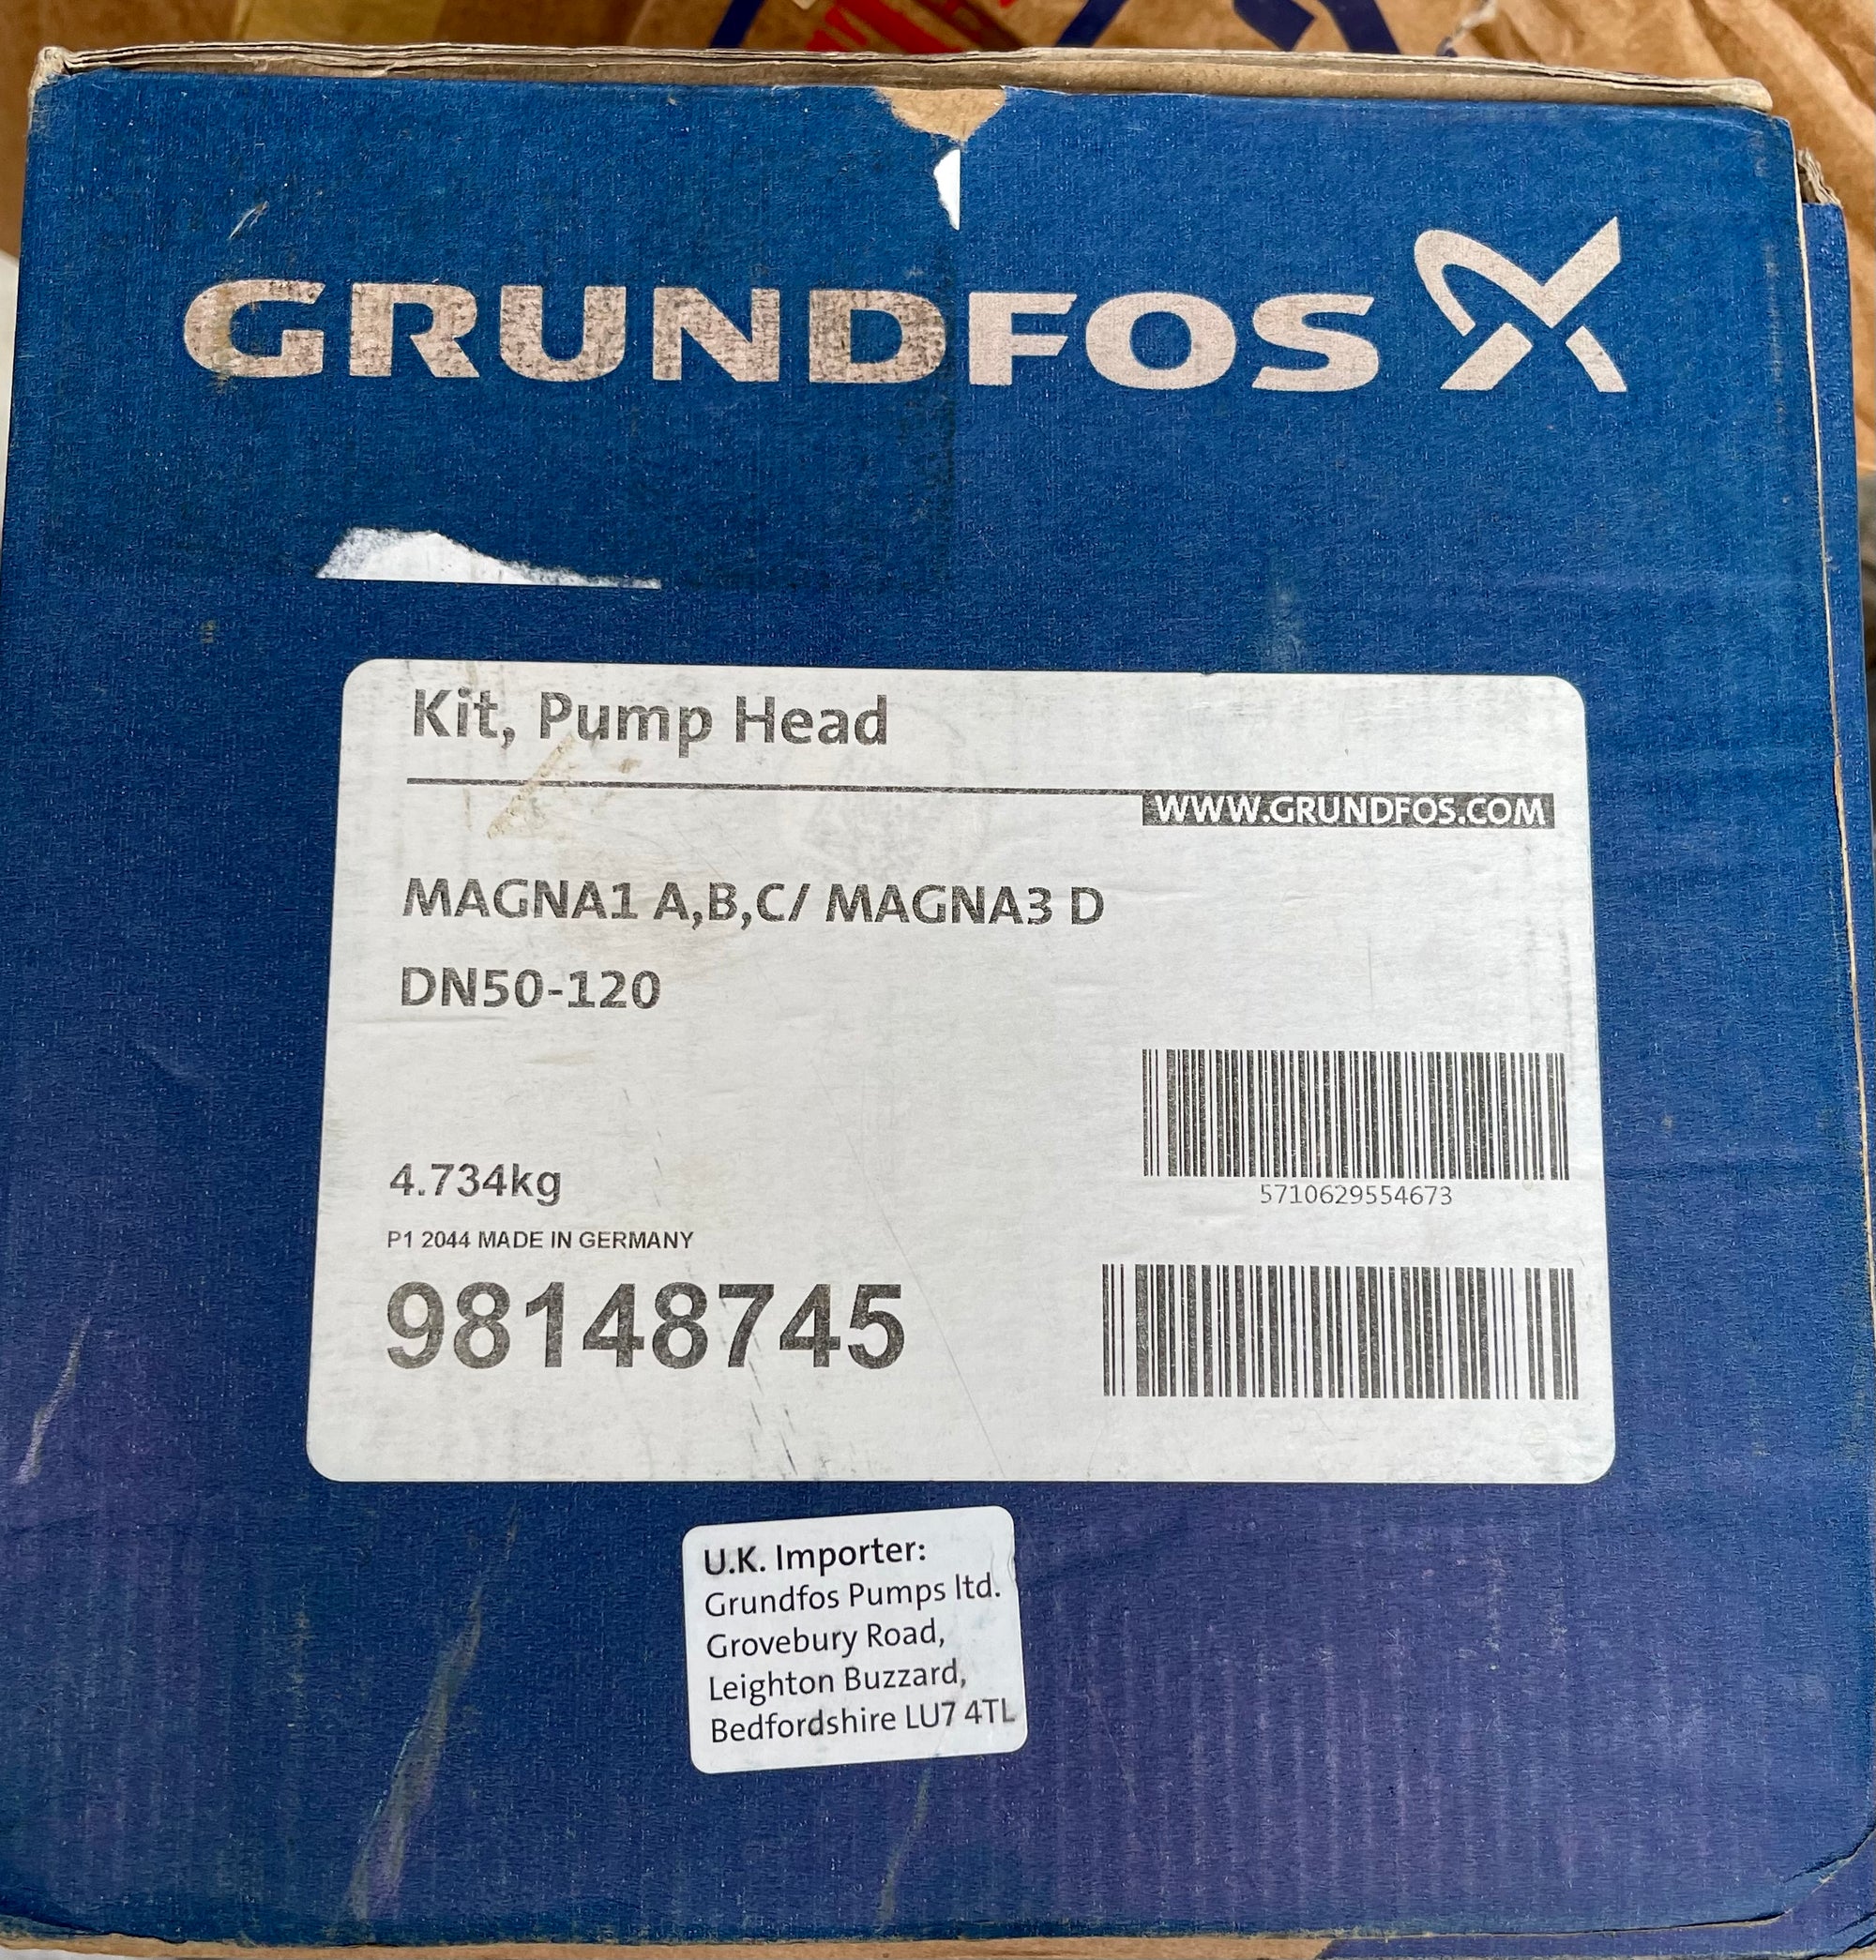 GRUNDFOS
Kit, Pump Head
WWW.GRUNDFOS.COM
MAGNA1 A,B,C/ MAGNA3 D
DN50-120
5710629554673
4.734kg
P1 2044 MADE IN GERMANY
98148745
U.K. Importer:
Grundfos Pumps ltd.
Grovebury Road,
Leighton Buzzard,
Bedfordshire LU7 4TL